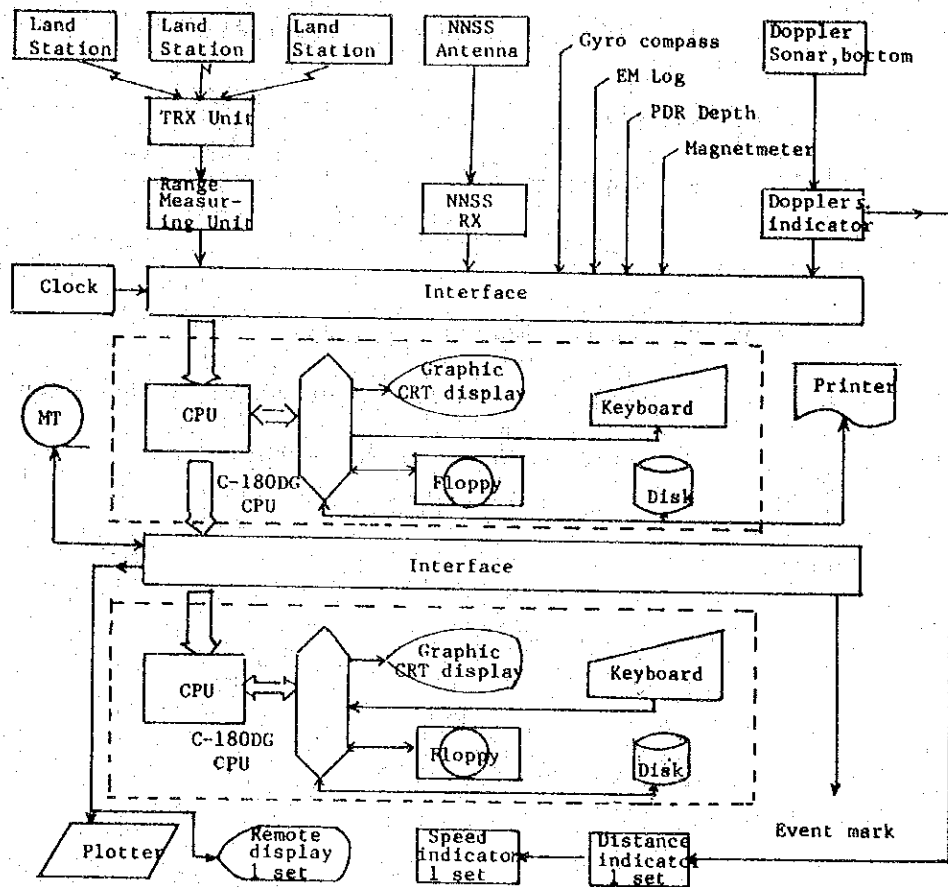 Land
Station
Land
Station
Land
Station
NNSS
Antenna
Gyro compass
EM Log
PDR Depth
Magnetmeter
Doppler
Sonar,bottom
TRX Unit
Range
Measur-
ing Unit
NNSS
RX
Doppler s.
indicator
Clock
Interface
MT
CPU
C-180DG
CPU
Graphic
CRT display
Keyboard
Floppy
Disk
Printer
Interface
CPU
C-180DG
CPU
Graphic
CRT display
Keyboard
Floppy
Disk
Event mark
Plotter
Remote
display
1 set
Speed
indicator
1 set
Distance
indicator
1 set